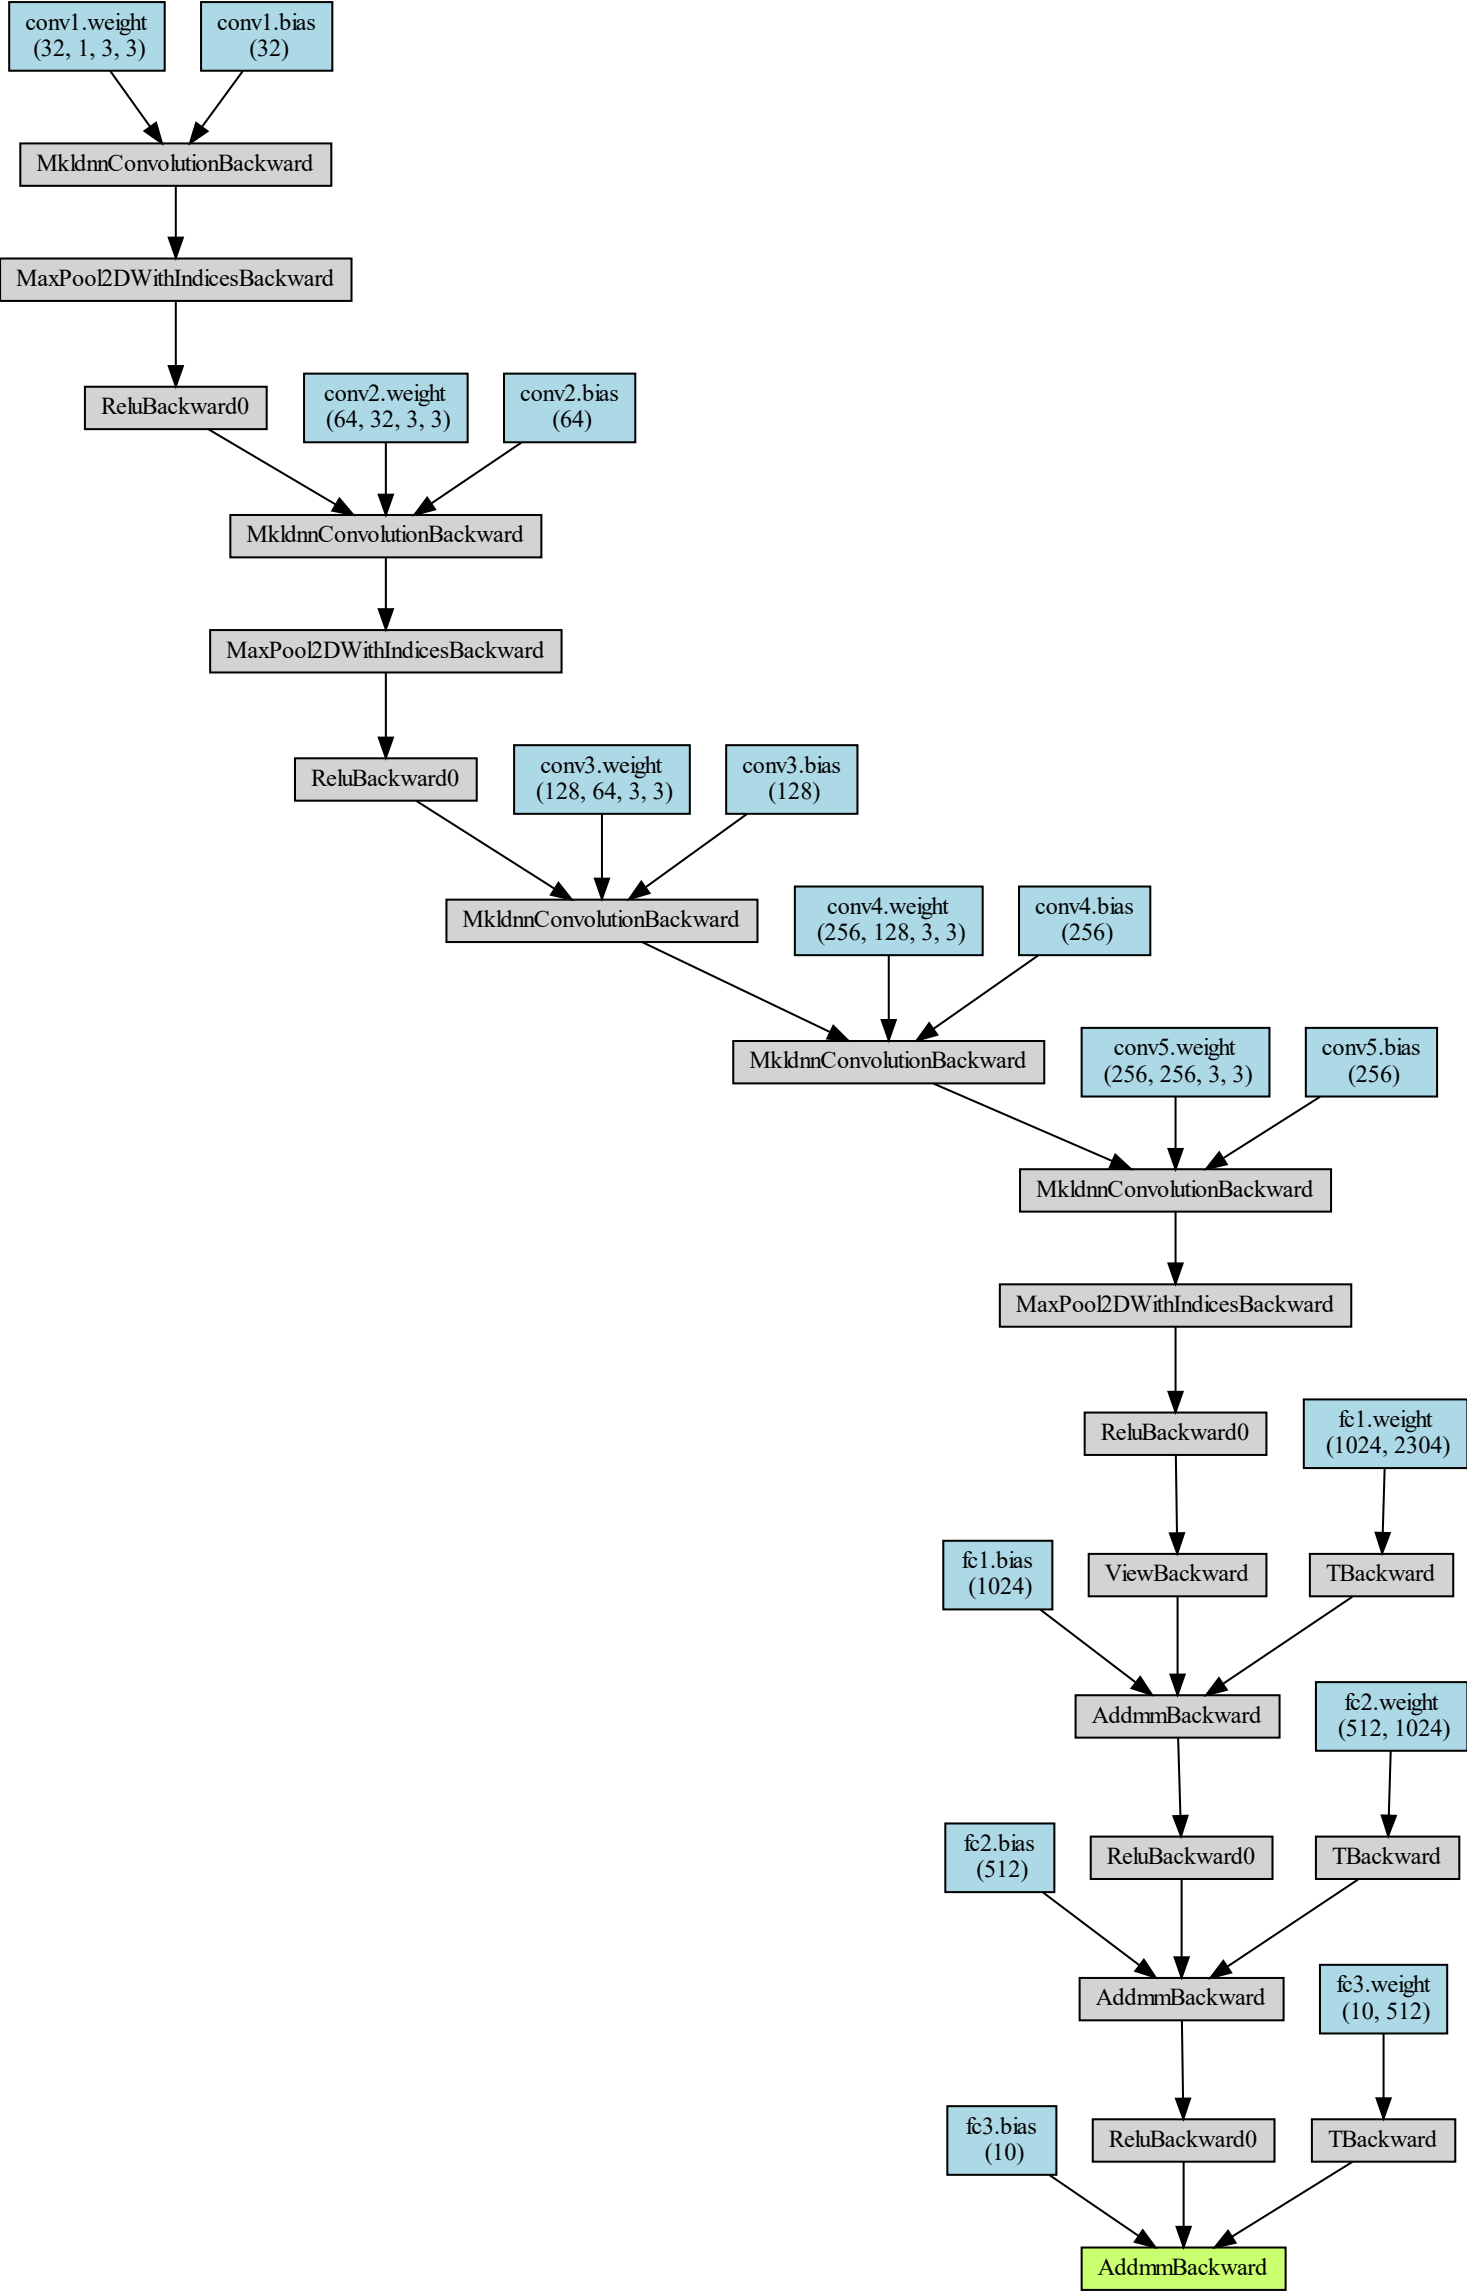 conv1.weight
(32, 1, 3, 3)
conv1.bias
(32)
MkldnnConvolutionBackward
MaxPool2DWithIndicesBackward
ReluBackward0
conv2.weight
(64, 32, 3, 3)
conv2.bias
(64)
MkldnnConvolutionBackward
MaxPool2DWithIndicesBackward
ReluBackward0
conv3.weight
(128, 64, 3, 3)
conv3.bias
(128)
MkldnnConvolutionBackward
conv4.weight
(256, 128, 3, 3)
conv4.bias
(256)
MkldnnConvolutionBackward
conv5.weight
(256, 256, 3, 3)
conv5.bias
(256)
MkldnnConvolutionBackward
MaxPool2DWithIndicesBackward
ReluBackward0
fc1.weight
(1024, 2304)
fc1.bias
(1024)
ViewBackward
TBackward
AddmmBackward
fc2.weight
(512, 1024)
fc2.bias
(512)
ReluBackward0
TBackward
AddmmBackward
fc3.weight
(10, 512)
fc3.bias
(10)
ReluBackward0
TBackward
AddmmBackward